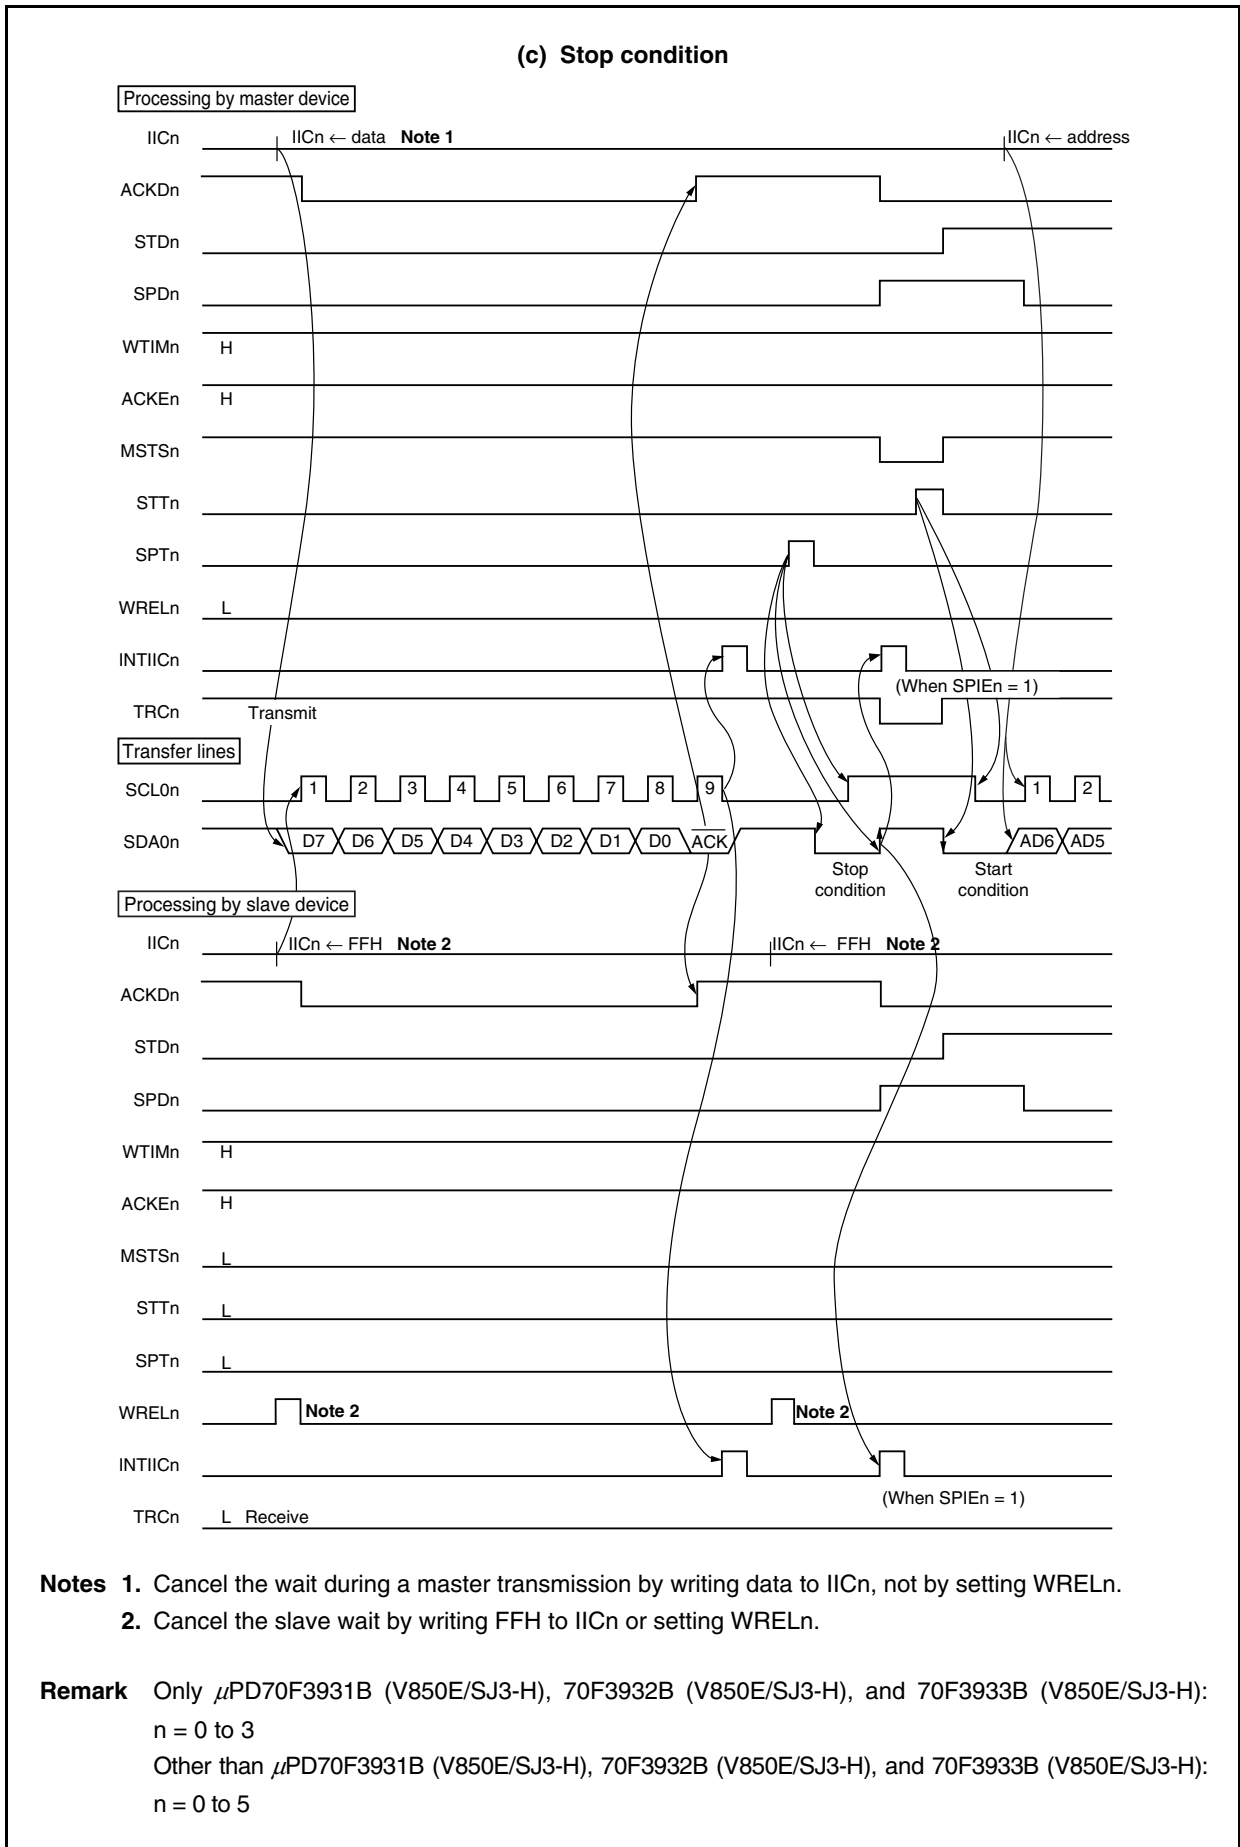 (c) Stop condition
Processing by master device
IICn IICn ← data Note 1 IICn ← address
ACKDn
STDn
SPDn
WTIMn H
ACKEn H
MSTSn
STTn
SPTn
WRELn L
INTIICn
(When SPIEn = 1)
TRCn Transmit
Transfer lines
SCL0n 1 2 3 4 5 6 7 8 9 1 2
SDA0n D7 D6 D5 D4 D3 D2 D1 D0 ACK AD6 AD5
Stop condition Start condition
Processing by slave device
IICn IICn ← FFH Note 2 IICn ← FFH Note 2
ACKDn
STDn
SPDn
WTIMn H
ACKEn H
MSTSn L
STTn L
SPTn L
WRELn Note 2 Note 2
INTIICn
(When SPIEn = 1)
TRCn L Receive
Notes 1. Cancel the wait during a master transmission by writing data to IICn, not by setting WRELn.
2. Cancel the slave wait by writing FFH to IICn or setting WRELn.
Remark Only μPD70F3931B (V850E/SJ3-H), 70F3932B (V850E/SJ3-H), and 70F3933B (V850E/SJ3-H):
n = 0 to 3
Other than μPD70F3931B (V850E/SJ3-H), 70F3932B (V850E/SJ3-H), and 70F3933B (V850E/SJ3-H):
n = 0 to 5